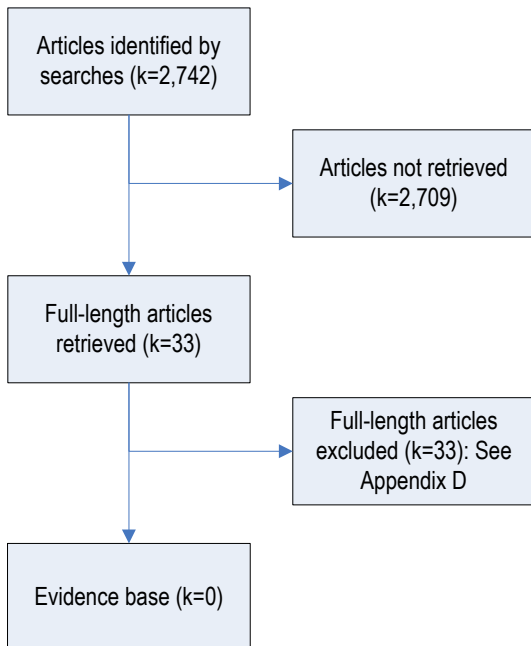 Articles identified by
searches (k=2,742)
Articles not retrieved
(k=2,709)
Full-length articles
retrieved (k=33)
Full-length articles
excluded (k=33): See
Appendix D
Evidence base (k=0)